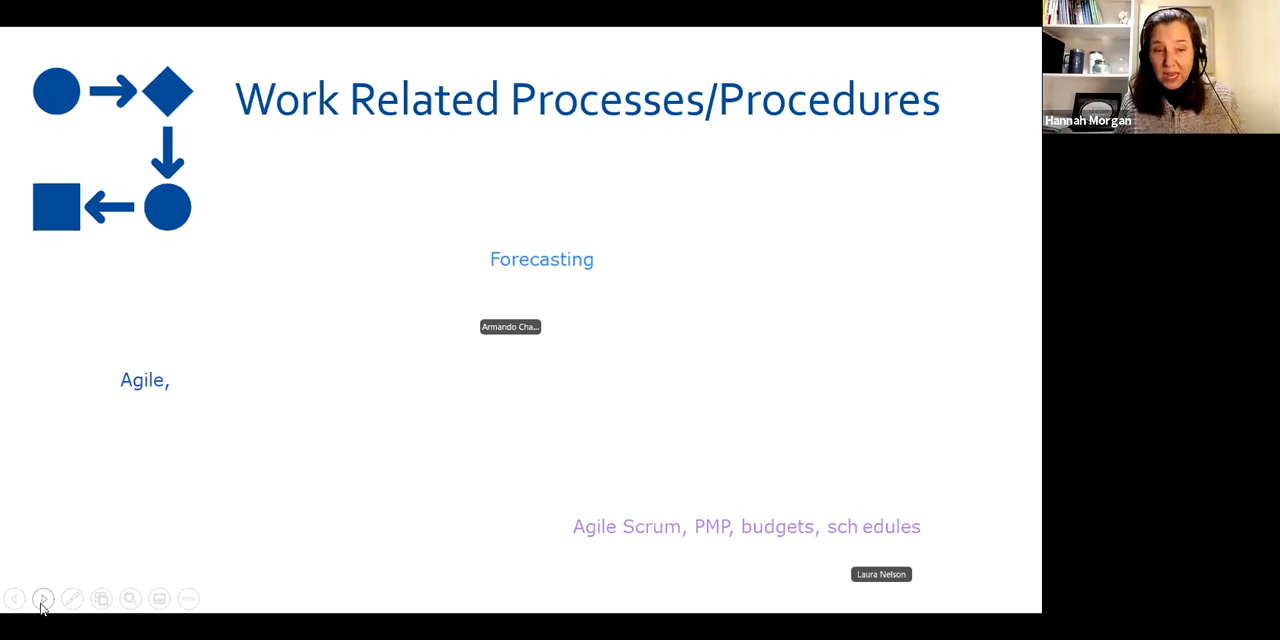 Work Related Processes/Procedures
Hannah Morgan
Forecasting
Armando Cha...
Agile,
Agile Scrum, PMP, budgets, sch edules
Laura Nelson